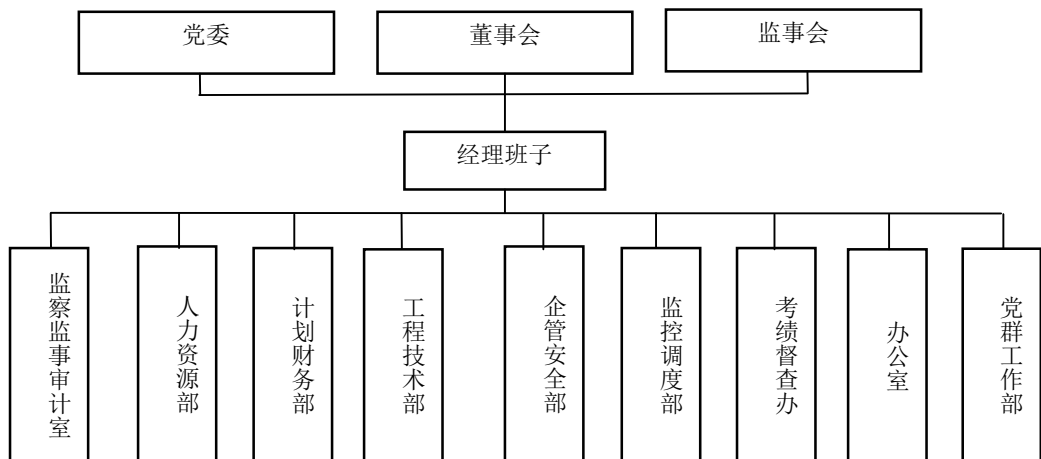 党委
董事会
监事会
经理班子
监察监事审计室
人力资源部
计划财务部
工程技术部
企管安全部
监控调度部
考绩督查办
办公室
党群工作部